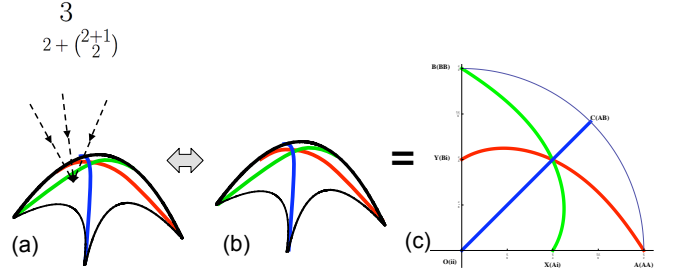 3
2 + (2+1 2)
B(BB)
C(AB)
Y(Bi)
=
(a)
(b)
(c)
O(ii)
X(Ai)
A(AA)